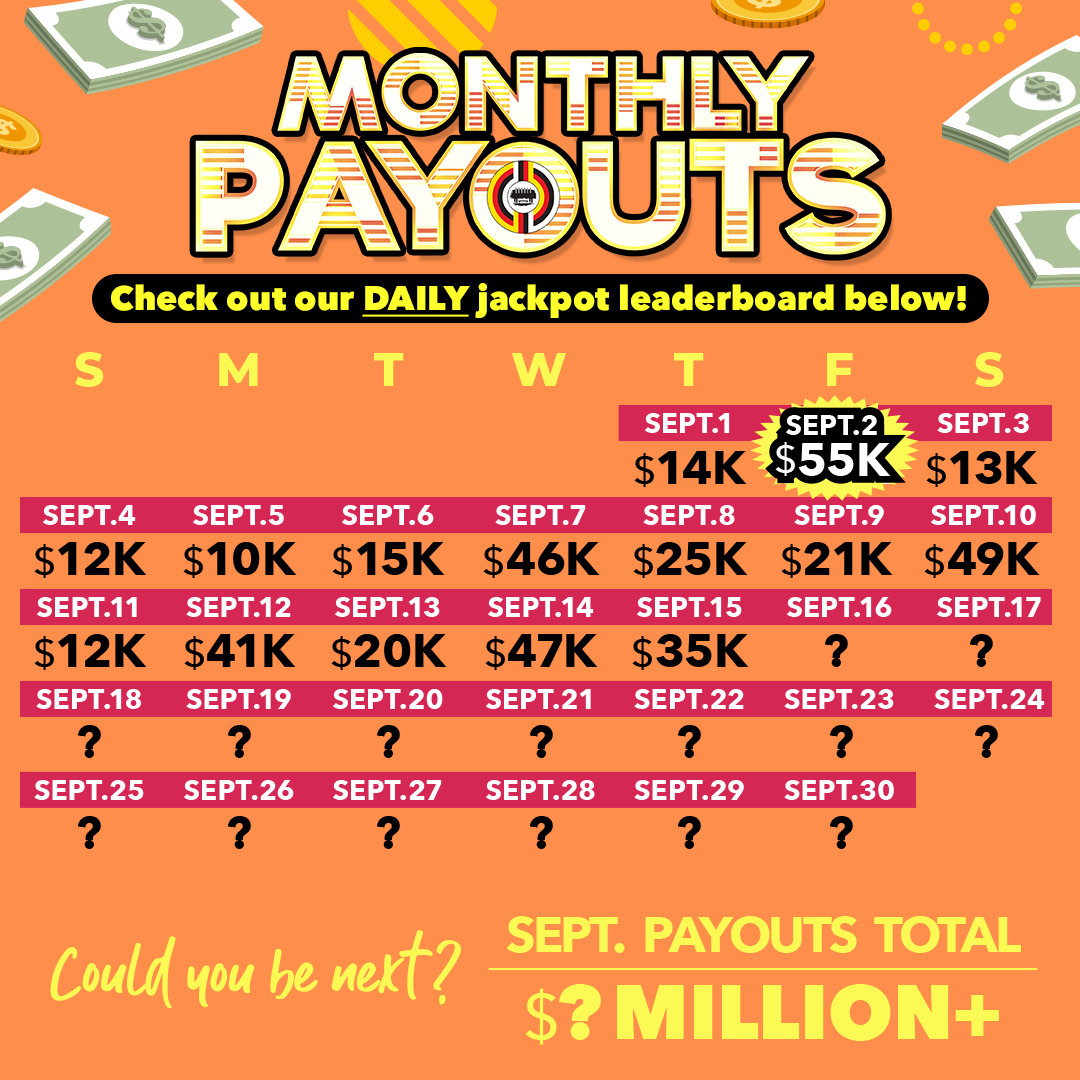 MONTHLY
PAYOUTS
Check out our DAILY jackpot leaderboard below!
S M T W T F S
SEPT.1 SEPT.2 SEPT.3
$14K $55K $13K
SEPT.4 SEPT.5 SEPT.6 SEPT.7 SEPT.8 SEPT.9 SEPT.10
$12K $10K $15K $46K $25K $21K $49K
SEPT.11 SEPT.12 SEPT.13 SEPT.14 SEPT.15 SEPT.16 SEPT.17
$12K $41K $20K $47K $35K ? ?
SEPT.18 SEPT.19 SEPT.20 SEPT.21 SEPT.22 SEPT.23 SEPT.24
? ? ? ? ? ? ?
SEPT.25 SEPT.26 SEPT.27 SEPT.28 SEPT.29 SEPT.30
? ? ? ? ? ?
Could you be next?
SEPT. PAYOUTS TOTAL
$? MILLION+